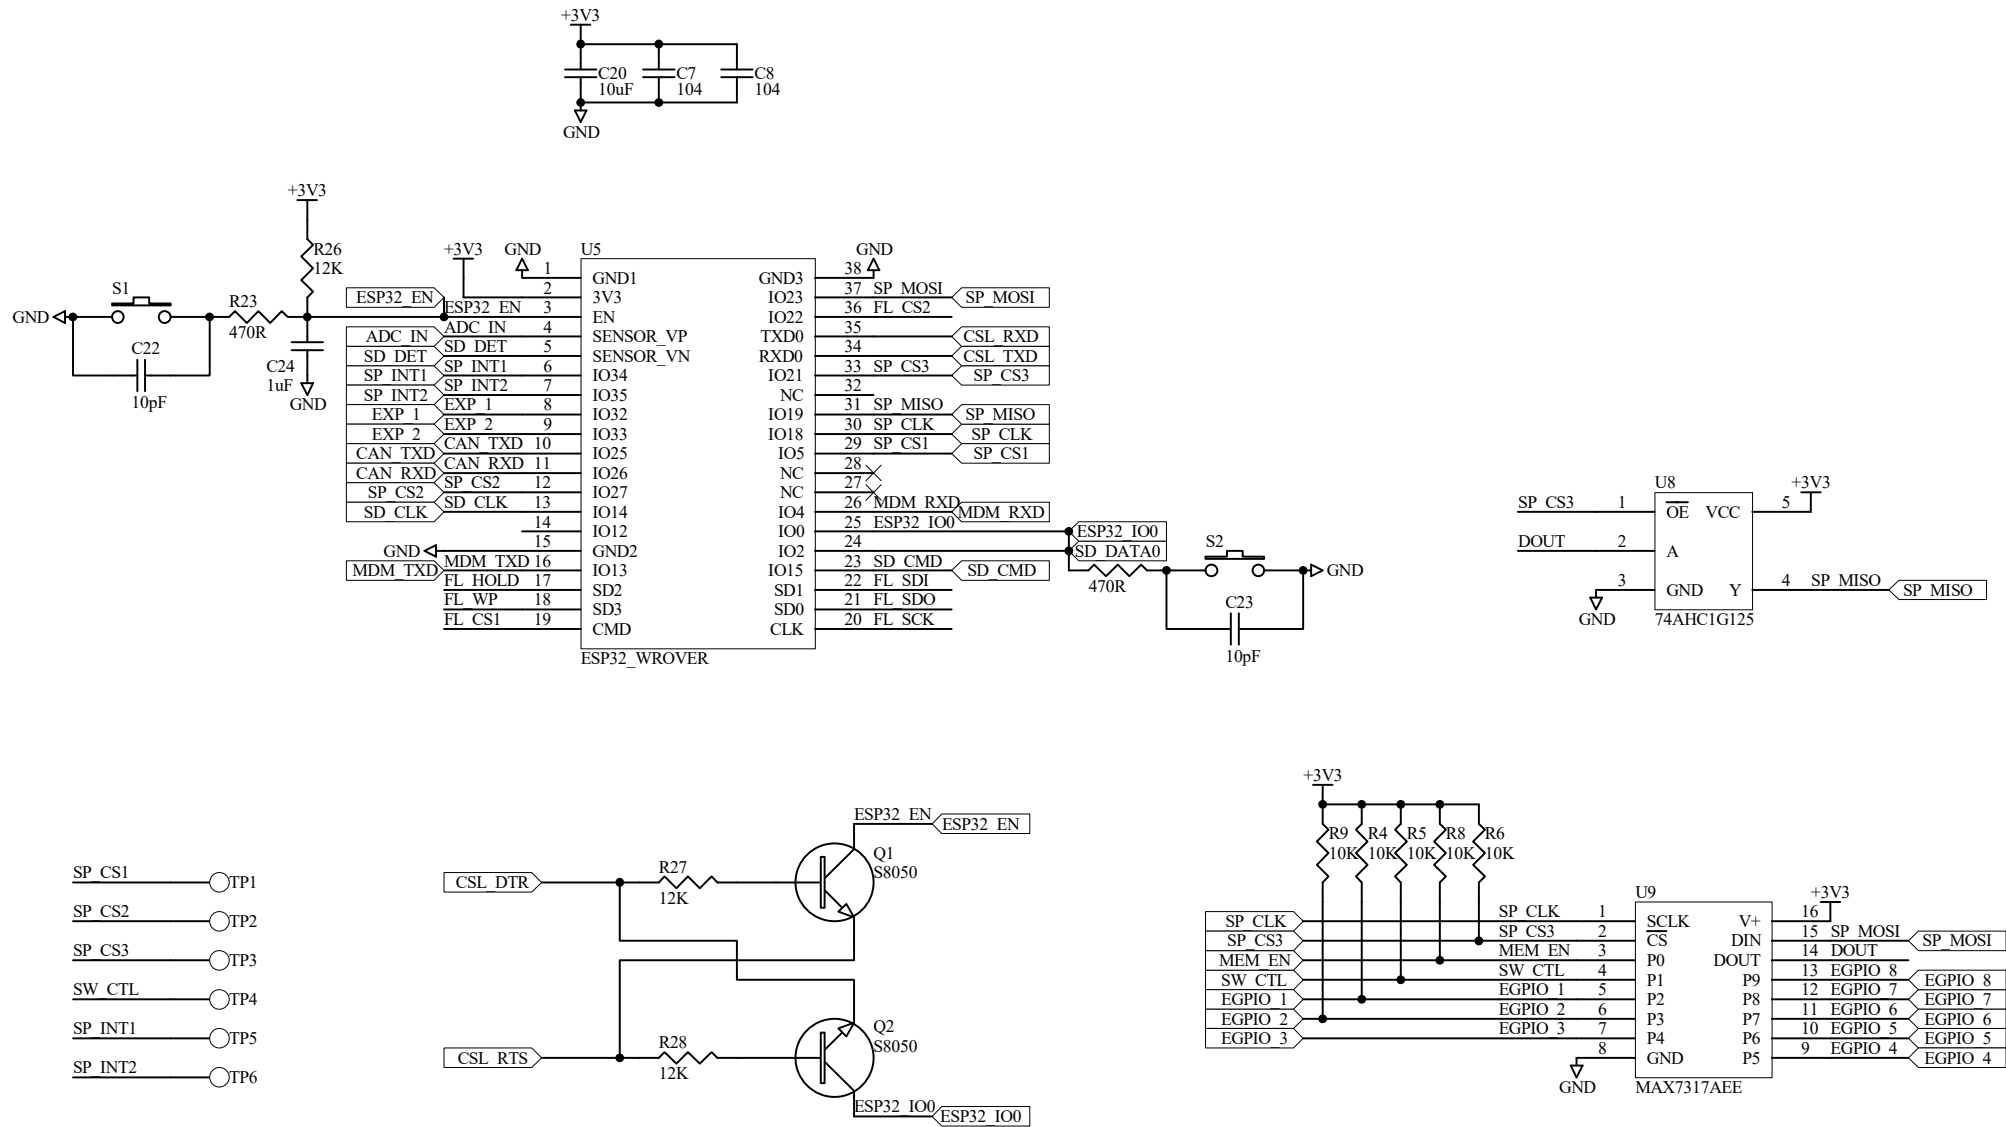 +3V3
C20
10uF
C7
104
C8
104
GND
+3V3
R26
12K
S1
GND
R23
470R
C22
10pF
C24
1uF
GND
+3V3
GND
U5
GND
ESP32_EN
ESP32_EN
ADC_IN ADC_IN
SD_DET SD_DET
SP_INT1 SP_INT1
SP_INT2 SP_INT2
EXP_1 EXP_1
EXP_2 EXP_2
CAN_TXD CAN_TXD
CAN_RXD CAN_RXD
SP_CS2 SP_CS2
SD_CLK SD_CLK
GND
MDM_TXD MDM_TXD
FL_HOLD
FL_WP
FL_CS1
1 GND1
2 3V3
3 EN
4 SENSOR_VP
5 SENSOR_VN
6 IO34
7 IO35
8 IO32
9 IO33
10 IO25
11 IO26
12 IO27
13 IO14
14 IO12
15 GND2
16 IO13
17 SD2
18 SD3
19 CMD
GND3 38
IO23 37 SP_MOSI SP_MOSI
IO22 36 FL_CS2
TXD0 35 CSL_RXD
RXD0 34 CSL_TXD
IO21 33 SP_CS3 SP_CS3
NC 32
IO19 31 SP_MISO SP_MISO
IO18 30 SP_CLK SP_CLK
IO5 29 SP_CS1 SP_CS1
NC 28
NC 27
IO4 26 MDM_RXD MDM_RXD
IO0 25 ESP32_IO0 ESP32_IO0
IO2 24 SD_DATA0
IO15 23 SD_CMD SD_CMD
SD1 22 FL_SDI
SD0 21 FL_SDO
CLK 20 FL_SCK
ESP32_WROVER
470R
S2
GND
C23
10pF
U8
+3V3
SP_CS3 1 OE VCC 5
DOUT 2 A
3 GND Y 4 SP_MISO SP_MISO
GND
74AHC1G125
SP_CS1 TP1
SP_CS2 TP2
SP_CS3 TP3
SW_CTL TP4
SP_INT1 TP5
SP_INT2 TP6
ESP32_EN ESP32_EN
CSL_DTR
R27
12K
Q1
S8050
CSL_RTS
R28
12K
Q2
S8050
ESP32_IO0 ESP32_IO0
+3V3
R9 R4 R5 R8 R6
10K 10K 10K 10K 10K
U9
+3V3
SP_CLK SP_CLK 1 SCLK V+ 16
SP_CS3 SP_CS3 2 CS DIN 15 SP_MOSI SP_MOSI
MEM_EN MEM_EN 3 P0 DOUT 14 DOUT
SW_CTL SW_CTL 4 P1 P9 13 EGPIO_8 EGPIO_8
EGPIO_1 EGPIO_1 5 P2 P8 12 EGPIO_7 EGPIO_7
EGPIO_2 EGPIO_2 6 P3 P7 11 EGPIO_6 EGPIO_6
EGPIO_3 EGPIO_3 7 P4 P6 10 EGPIO_5 EGPIO_5
8 GND P5 9 EGPIO_4 EGPIO_4
GND
MAX7317AEE